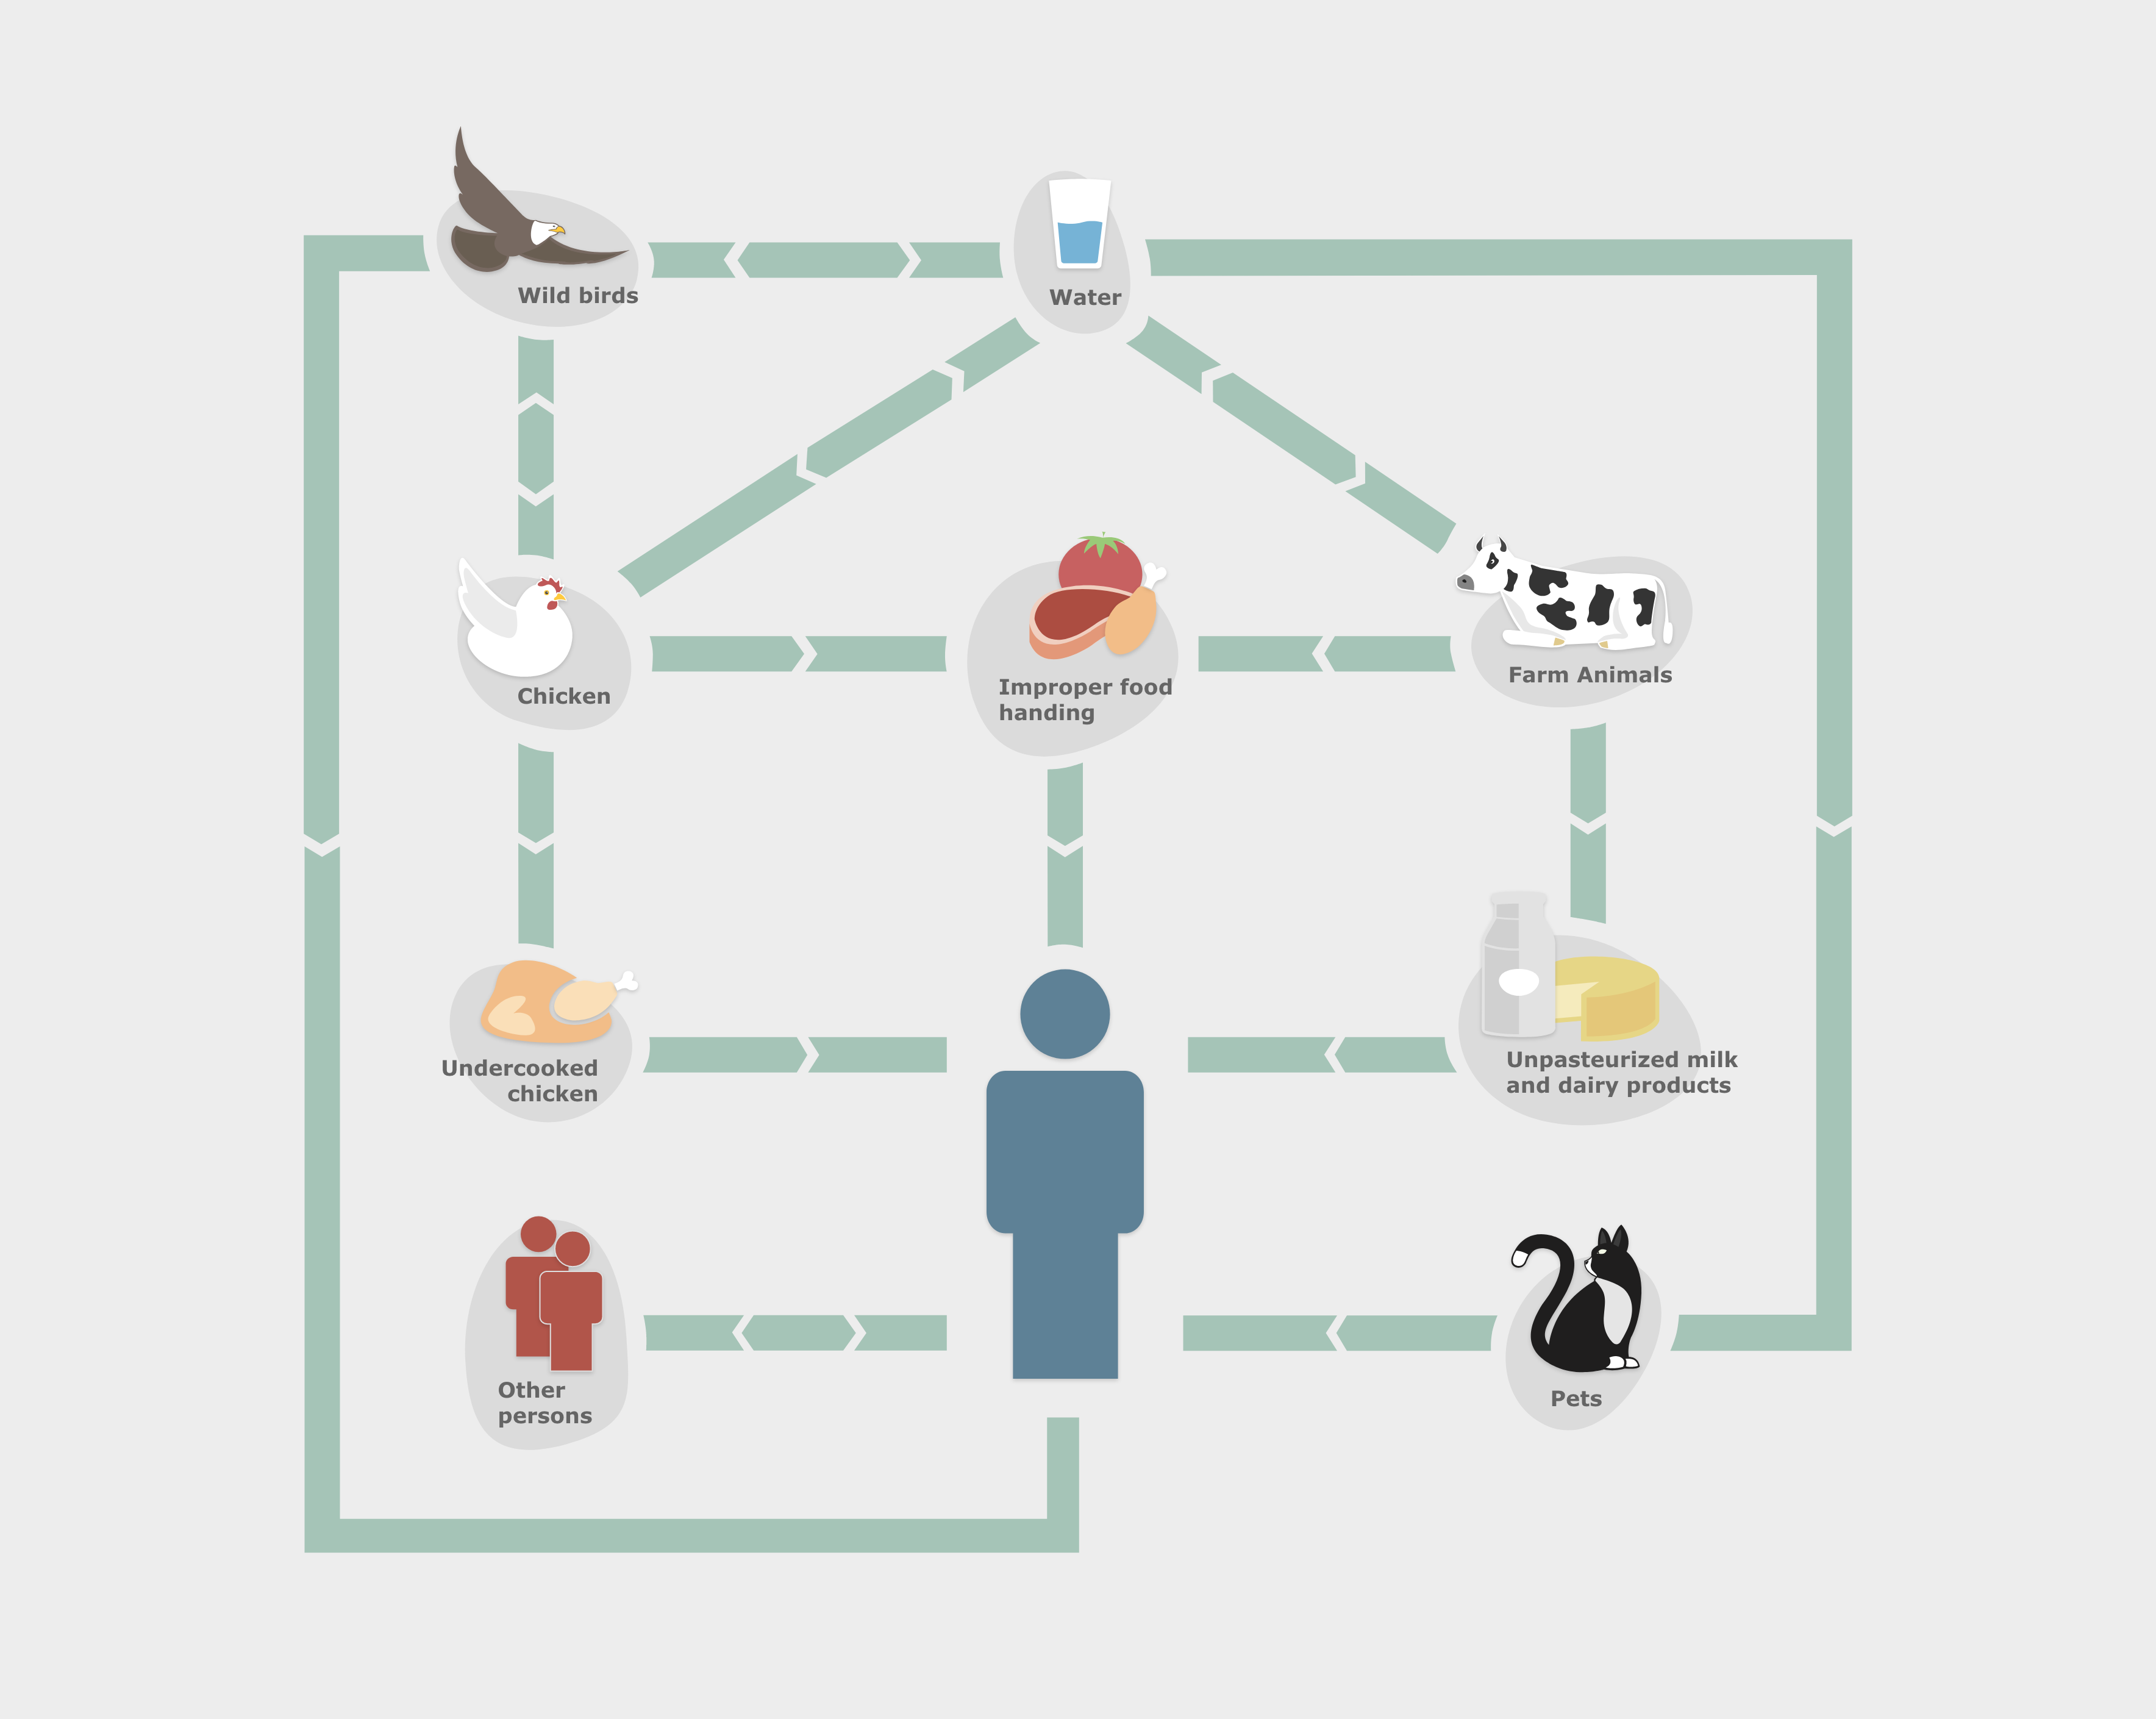 Wild birds
Water
Chicken
Improper food
handing
Farm Animals
Undercooked
chicken
Unpasteurized milk
and dairy products
Other
persons
Pets